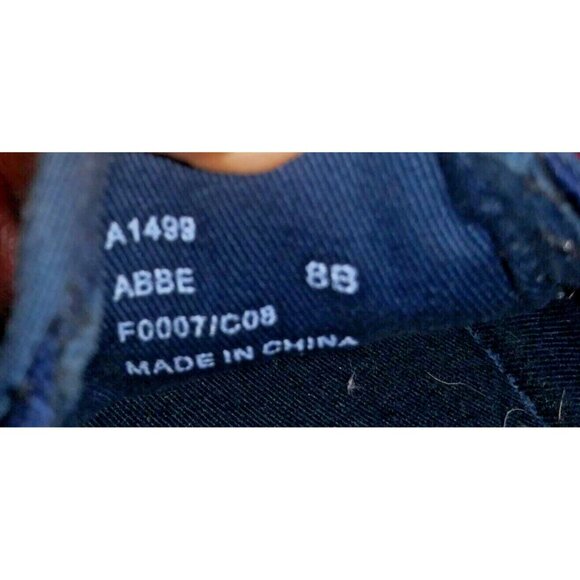 A1499
ABBE 8B
F0007/C08
MADE IN CHINA